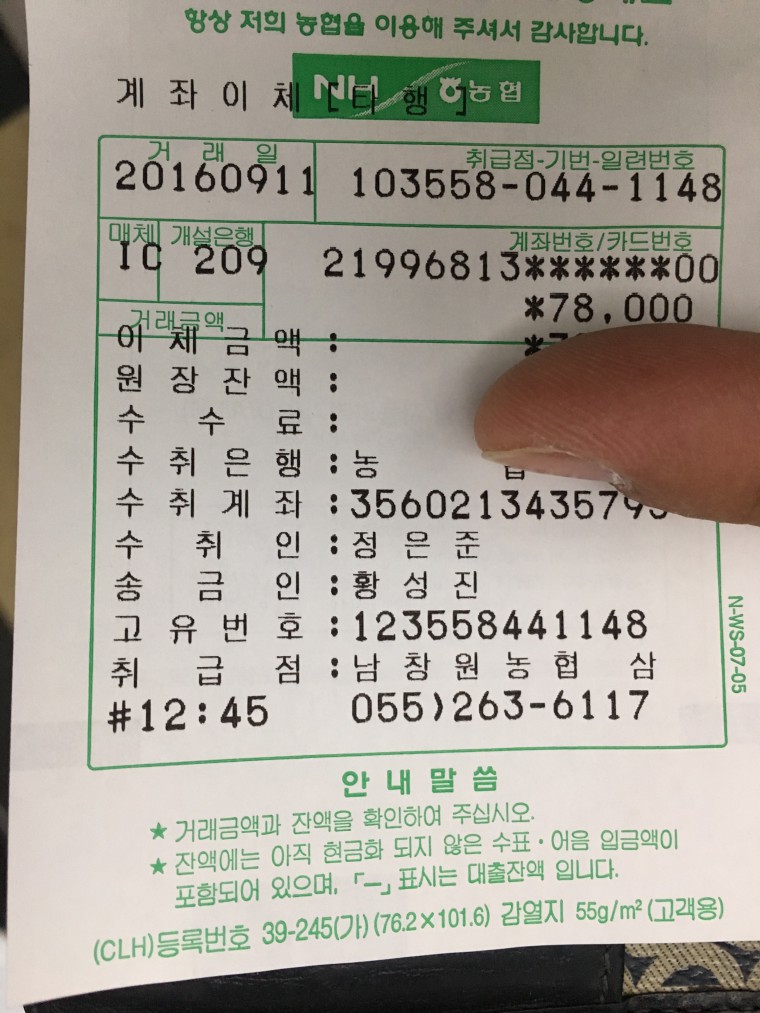 항상 저희 농협을 이용해 주셔서 감사합니다.
NH 농협
계 좌 이 체 [ 타 행 ]
거 래 일 취급점-기번-일련번호
20160911 103558-044-1148
매체 개설은행 계좌번호/카드번호
IC 209 21996813******00
*78,000
거래금액
이 체 금 액 :
원 장 잔 액 :
수 수 료 :
수 취 은 행 : 농
수 취 계 좌 :
수 취 인 : 정 은 준
송 금 인 : 황 성 진
고 유 번 호 : 123558441148
취 급 점 : 남 창 원 농 협 삼
#12:45 055)263-6117
N-WS-07-05
안 내 말 씀
★ 거래금액과 잔액을 확인하여 주십시오.
★ 잔액에는 아직 현금화 되지 않은 수표·어음 입금액이
포함되어 있으며, 「ー」 표시는 대출잔액 입니다.
(CLH)등록번호 39-245(가) (76.2×101.6) 감열지 55g/m² (고객용)